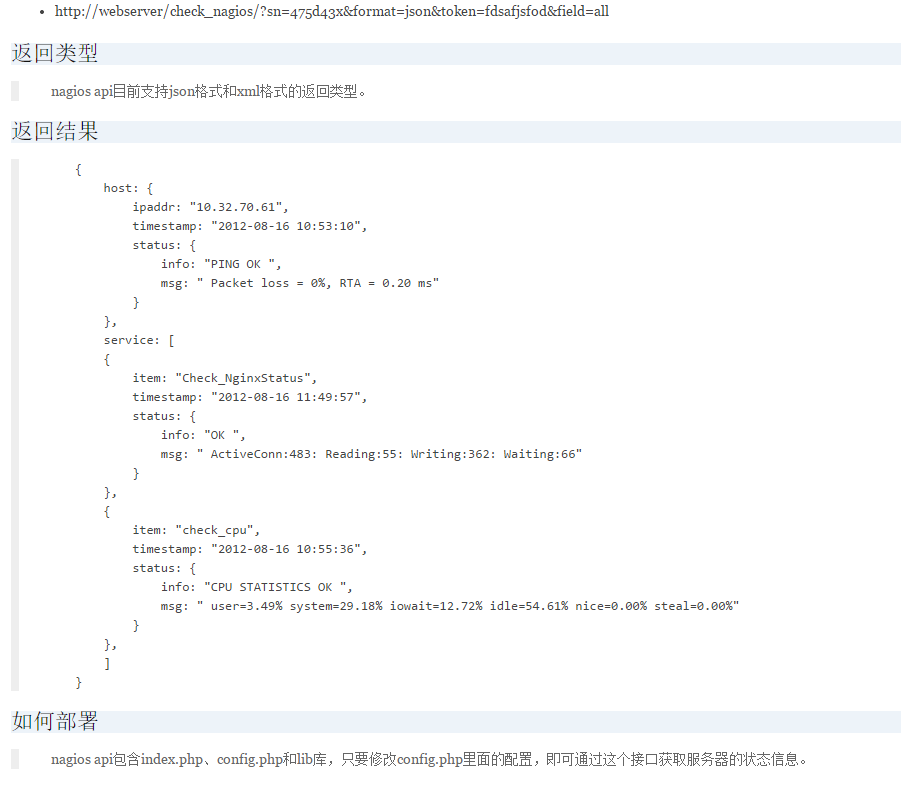 • http://webserver/check_nagios/?sn=475d43x&format=json&token=fdsafjsfod&field=all
返回类型
nagios api目前支持json格式和xml格式的返回类型。
返回结果
{
host: {
ipaddr: "10.32.70.61",
timestamp: "2012-08-16 10:53:10",
status: {
info: "PING OK ",
msg: " Packet loss = 0%, RTA = 0.20 ms"
}
},
service: [
{
item: "Check_NginxStatus",
timestamp: "2012-08-16 11:49:57",
status: {
info: "OK ",
msg: " ActiveConn:483: Reading:55: Writing:362: Waiting:66"
}
},
{
item: "check_cpu",
timestamp: "2012-08-16 10:55:36",
status: {
info: "CPU STATISTICS OK ",
msg: " user=3.49% system=29.18% iowait=12.72% idle=54.61% nice=0.00% steal=0.00%"
}
},
]
}
如何部署
nagios api包含index.php、config.php和lib库，只要修改config.php里面的配置，即可通过这个接口获取服务器的状态信息。